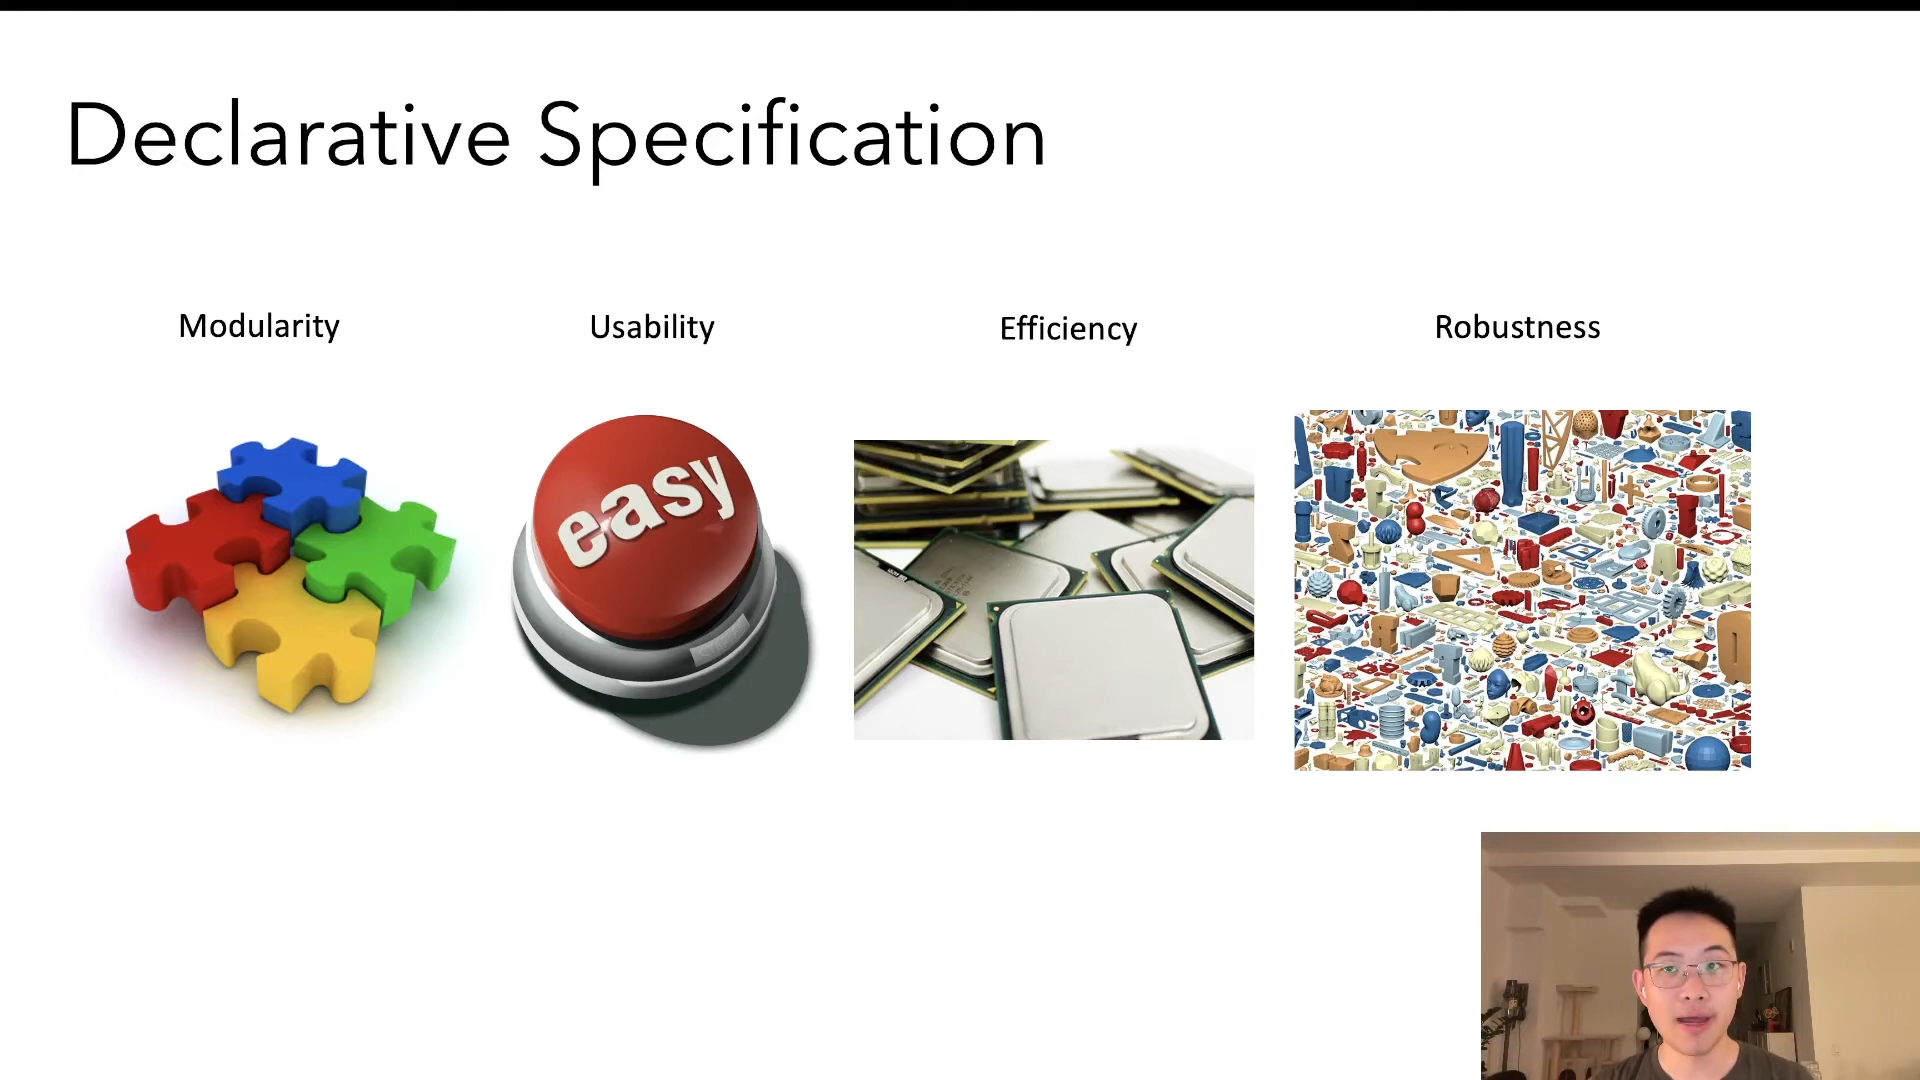 Declarative Specification
Modularity
Usability
Efficiency
Robustness
easy